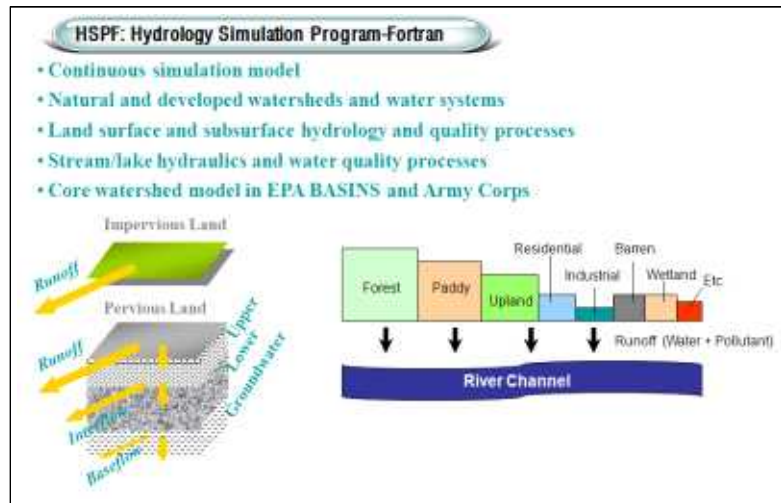 HSPF: Hydrology Simulation Program-Fortran
• Continuous simulation model
• Natural and developed watersheds and water systems
• Land surface and subsurface hydrology and quality processes
• Stream/lake hydraulics and water quality processes
• Core watershed model in EPA BASINS and Army Corps
Impervious Land
Runoff
Pervious Land
Runoff
Interflow
Baseflow
Upper
Lower
Groundwater
Residential
Barren
Forest
Paddy
Upland
Industrial
Wetland
Etc
Runoff (Water + Pollutant)
River Channel